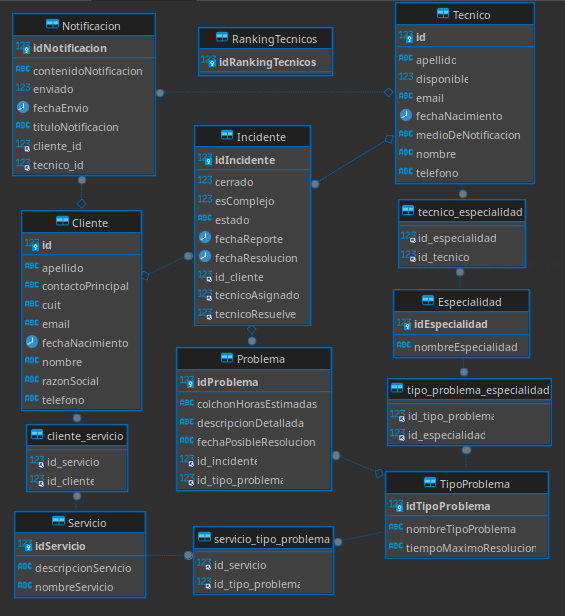 Notificacion
idNotificacion
contenidoNotificacion
enviado
fechaEnvio
tituloNotificacion
cliente_id
tecnico_id
RankingTecnicos
idRankingTecnicos
Tecnico
id
apellido
disponible
email
fechaNacimiento
medioDeNotificacion
nombre
telefono
Incidente
idIncidente
cerrado
esComplejo
estado
fechaReporte
fechaResolucion
id_cliente
tecnicoAsignado
tecnicoResuelve
tecnico_especialidad
id_especialidad
id_tecnico
Cliente
id
apellido
contactoPrincipal
cuit
email
fechaNacimiento
nombre
razonSocial
telefono
Especialidad
idEspecialidad
nombreEspecialidad
Problema
idProblema
colchonHorasEstimadas
descripcionDetallada
fechaPosibleResolucion
id_incidente
id_tipo_problema
tipo_problema_especialidad
id_tipo_problema
id_especialidad
cliente_servicio
id_servicio
id_cliente
TipoProblema
idTipoProblema
nombreTipoProblema
tiempoMaximoResolucion
Servicio
idServicio
descripcionServicio
nombreServicio
servicio_tipo_problema
id_servicio
id_tipo_problema